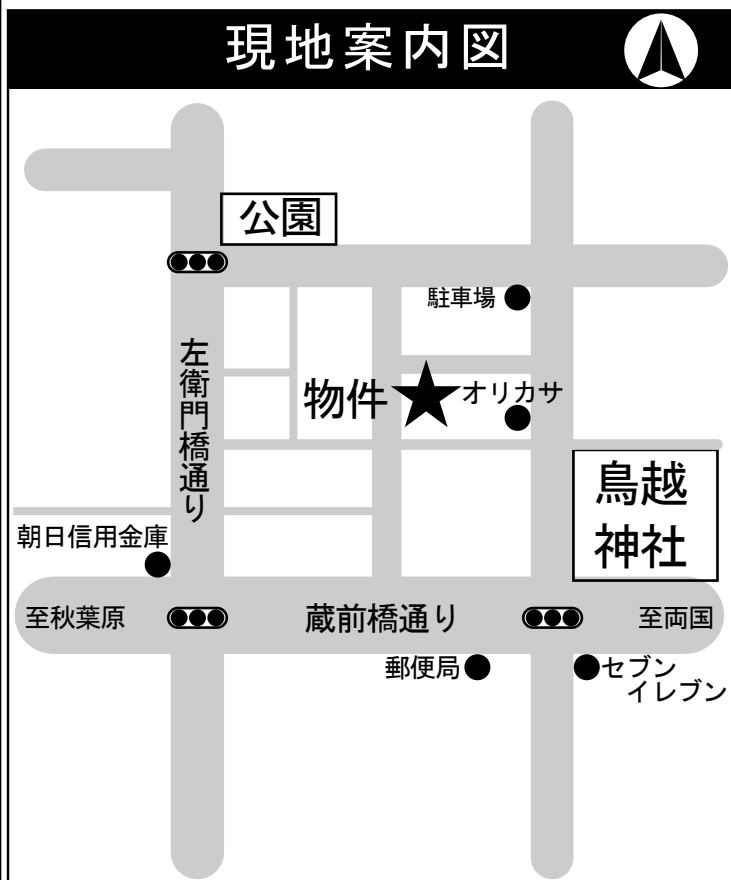 現地案内図
公園
駐車場
左衛門橋通り
物件
オリカサ
鳥越
神社
朝日信用金庫
至秋葉原
蔵前橋通り
至両国
郵便局
セブン
イレブン